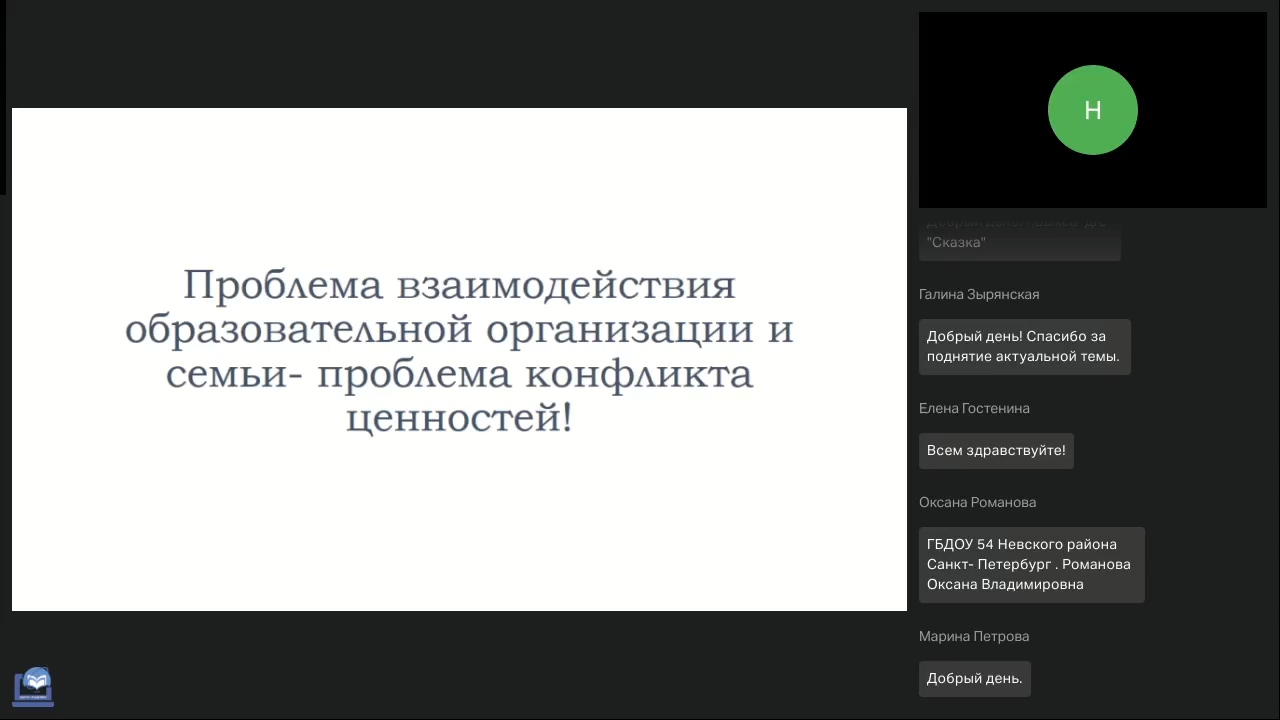 Проблема взаимодействия
образовательной организации и
семьи- проблема конфликта
ценностей!
Н
"Сказка"
Галина Зырянская
Добрый день! Спасибо за
поднятие актуальной темы.
Елена Гостенина
Всем здравствуйте!
Оксана Романова
ГБДОУ 54 Невского района
Санкт- Петербург . Романова
Оксана Владимировна
Марина Петрова
Добрый день.